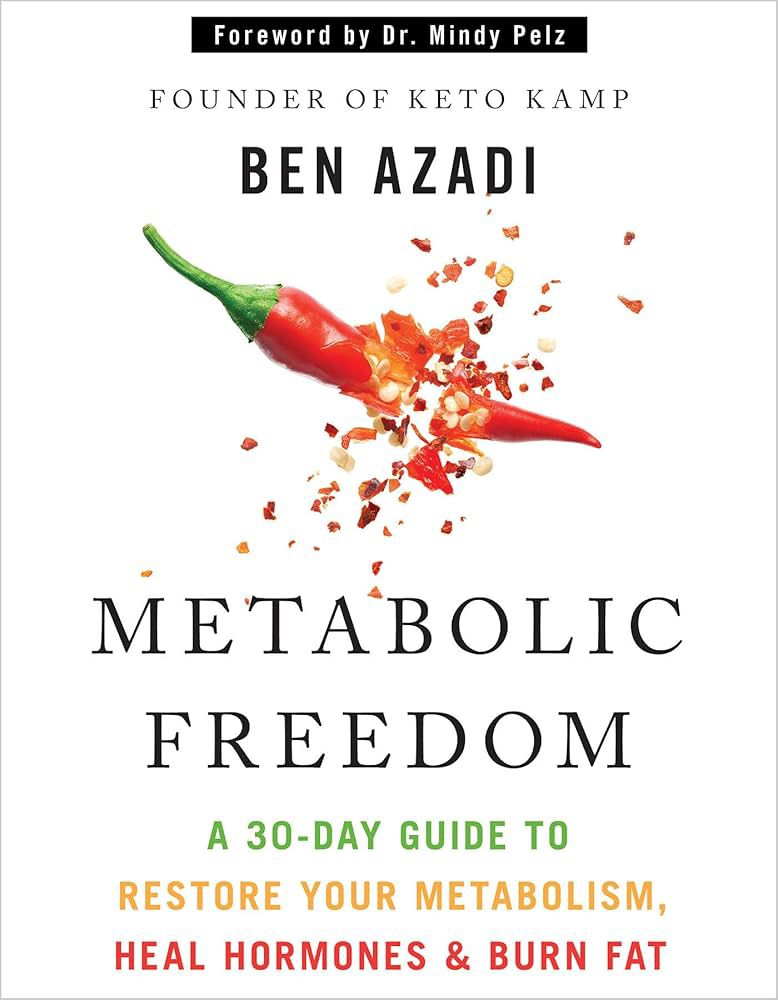 Foreword by Dr. Mindy Pelz
FOUNDER OF KETO KAMP
BEN AZADI
METABOLIC
FREEDOM
A 30-DAY GUIDE TO
RESTORE YOUR METABOLISM,
HEAL HORMONES & BURN FAT